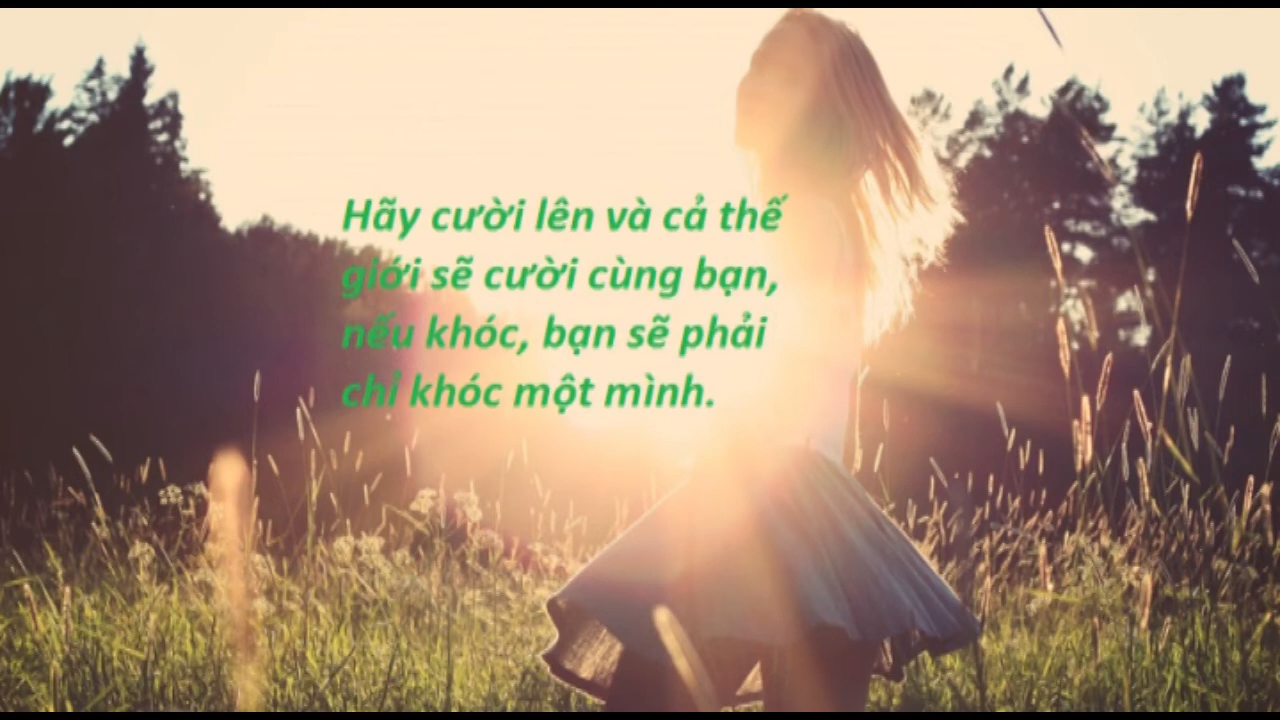 Hãy cười lên và cả thế
giới sẽ cười cùng bạn,
nếu khóc, bạn sẽ phải
chỉ khóc một mình.